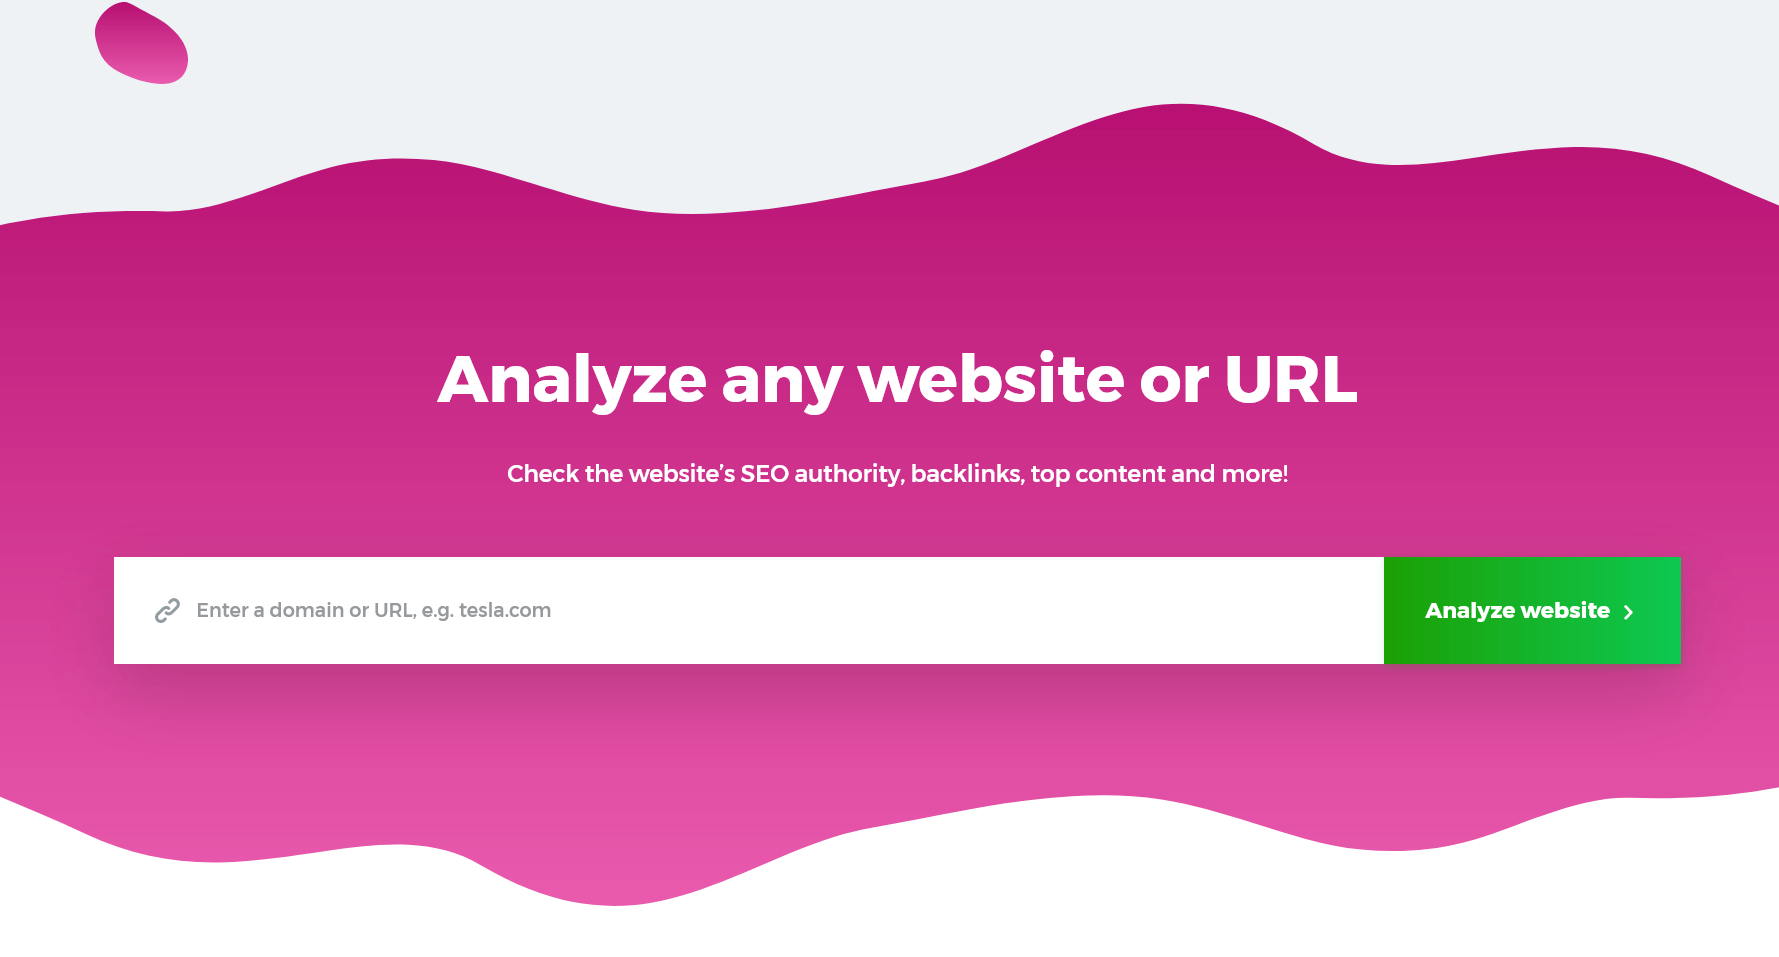 Analyze any website or URL
Check the website’s SEO authority, backlinks, top content and more!
Enter a domain or URL, e.g. tesla.com
Analyze website